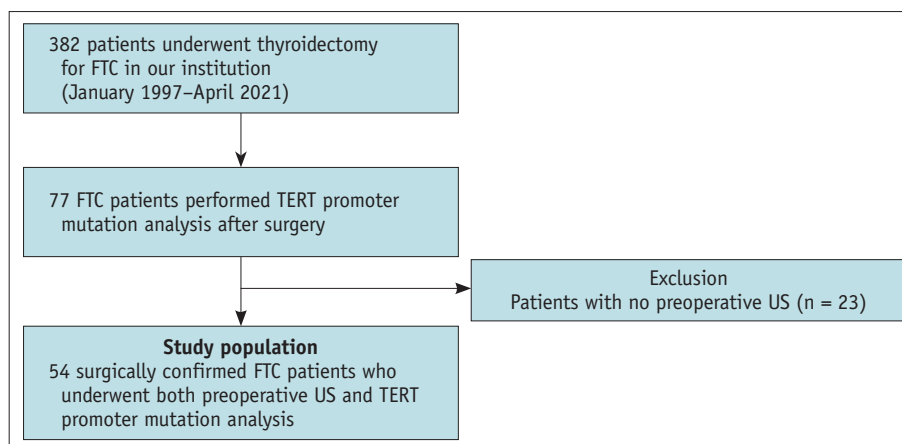 382 patients underwent thyroidectomy
for FTC in our institution
(January 1997–April 2021)
77 FTC patients performed TERT promoter
mutation analysis after surgery
Exclusion
Patients with no preoperative US (n = 23)
Study population
54 surgically confirmed FTC patients who
underwent both preoperative US and TERT
promoter mutation analysis